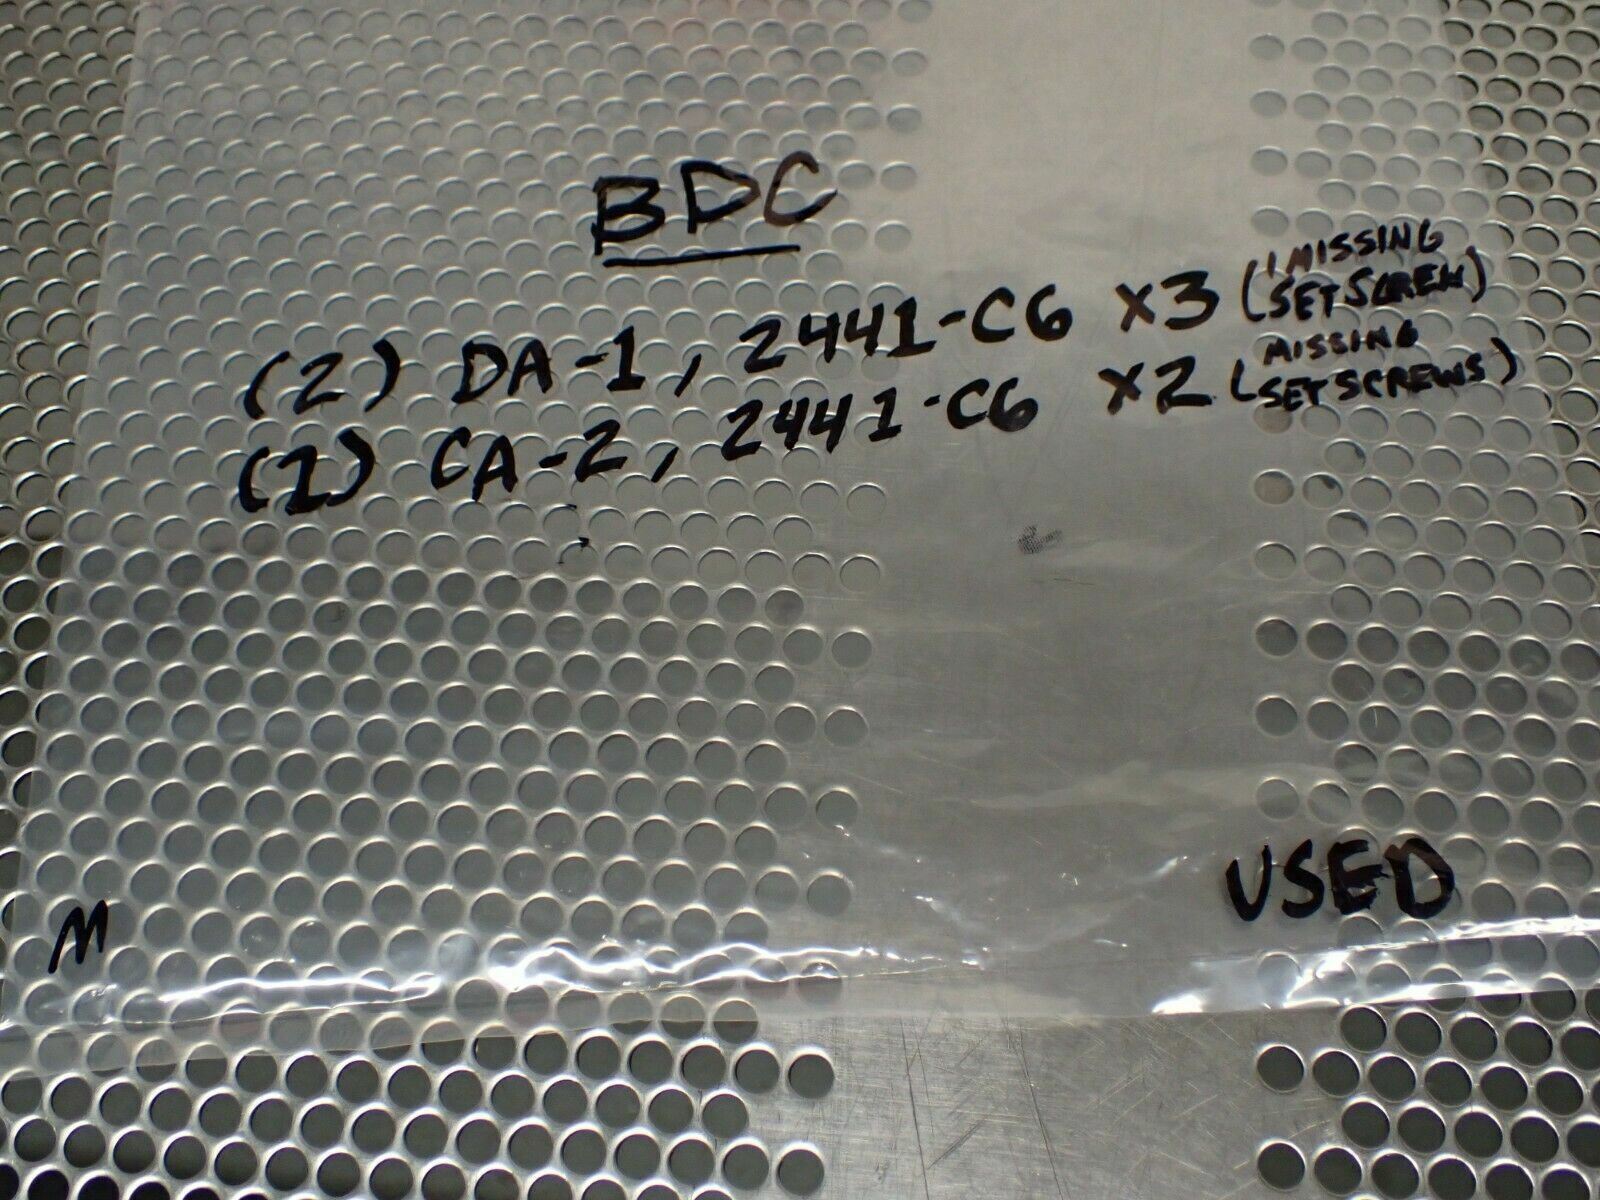 BDC
(2) DA-1, 2441-C6 x3 (1 MISSING
SET SCREW)
(1) CA-2, 2441-C6 x2 (MISSING
SET SCREWS)
USED
M